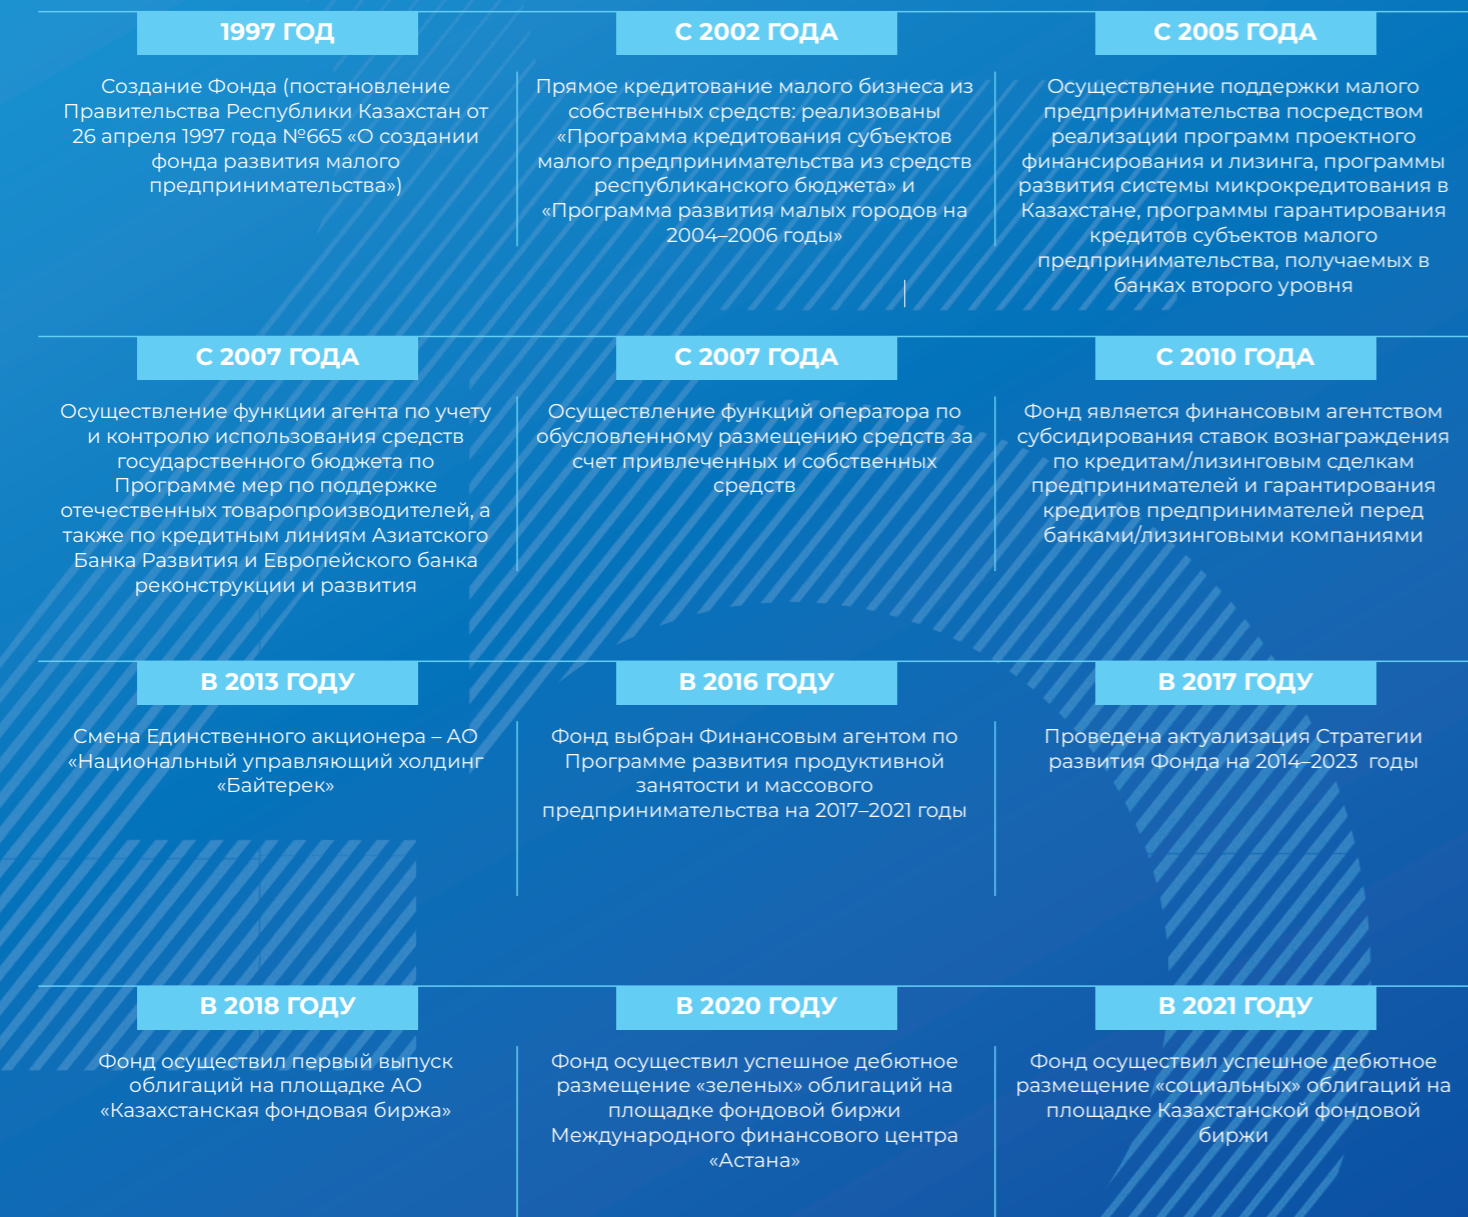 1997 ГОД
Создание Фонда (постановление
Правительства Республики Казахстан от
26 апреля 1997 года №665 «О создании
фонда развития малого
предпринимательства»)
С 2002 ГОДА
Прямое кредитование малого бизнеса из
собственных средств: реализованы
«Программа кредитования субъектов
малого предпринимательства из средств
республиканского бюджета» и
«Программа развития малых городов на
2004–2006 годы»
С 2005 ГОДА
Осуществление поддержки малого
предпринимательства посредством
реализации программ проектного
финансирования и лизинга, программы
развития системы микрокредитования в
Казахстане, программы гарантирования
кредитов субъектов малого
предпринимательства, получаемых в
банках второго уровня
С 2007 ГОДА
Осуществление функции агента по учету
и контролю использования средств
государственного бюджета по
Программе мер по поддержке
отечественных товаропроизводителей, а
также по кредитным линиям Азиатского
Банка Развития и Европейского банка
реконструкции и развития
С 2007 ГОДА
Осуществление функций оператора по
обусловленному размещению средств за
счет привлеченных и собственных
средств
С 2010 ГОДА
Фонд является финансовым агентством
субсидирования ставок вознаграждения
по кредитам/лизинговым сделкам
предпринимателей и гарантирования
кредитов предпринимателей перед
банками/лизинговыми компаниями
В 2013 ГОДУ
Смена Единственного акционера – АО
«Национальный управляющий холдинг
«Байтерек»
В 2016 ГОДУ
Фонд выбран Финансовым агентом по
Программе развития продуктивной
занятости и массового
предпринимательства на 2017–2021 годы
В 2017 ГОДУ
Проведена актуализация Стратегии
развития Фонда на 2014–2023 годы
В 2018 ГОДУ
Фонд осуществил первый выпуск
облигаций на площадке АО
«Казахстанская фондовая биржа»
В 2020 ГОДУ
Фонд осуществил успешное дебютное
размещение «зеленых» облигаций на
площадке фондовой биржи
Международного финансового центра
«Астана»
В 2021 ГОДУ
Фонд осуществил успешное дебютное
размещение «социальных» облигаций на
площадке Казахстанской фондовой
биржи